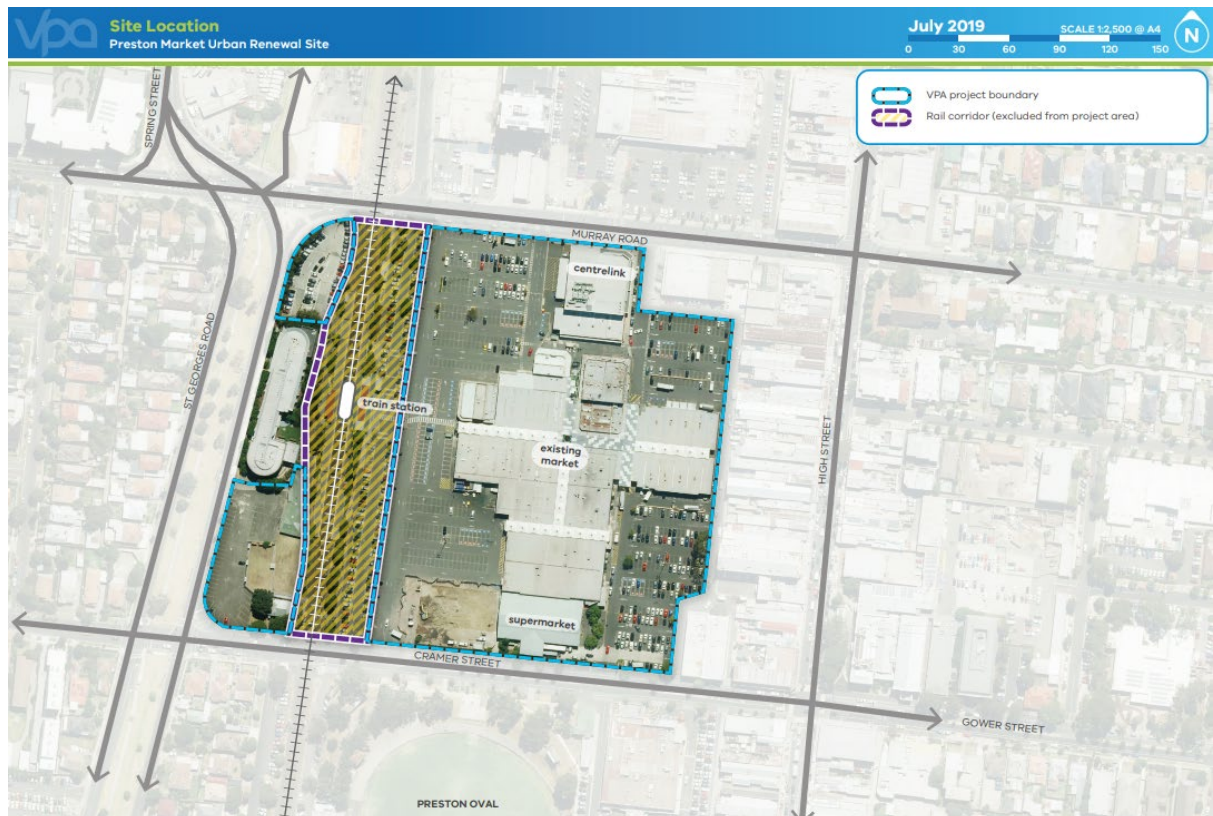 vpa
Site Location
Preston Market Urban Renewal Site
July 2019
SCALE 1:2,500 @ A4
0 30 60 90 120 150
N
VPA project boundary
Rail corridor (excluded from project area)
SPRING STREET
MURRAY ROAD
centrelink
ST GEORGES ROAD
train station
existing
market
HIGH STREET
supermarket
CRAMER STREET
GOWER STREET
PRESTON OVAL